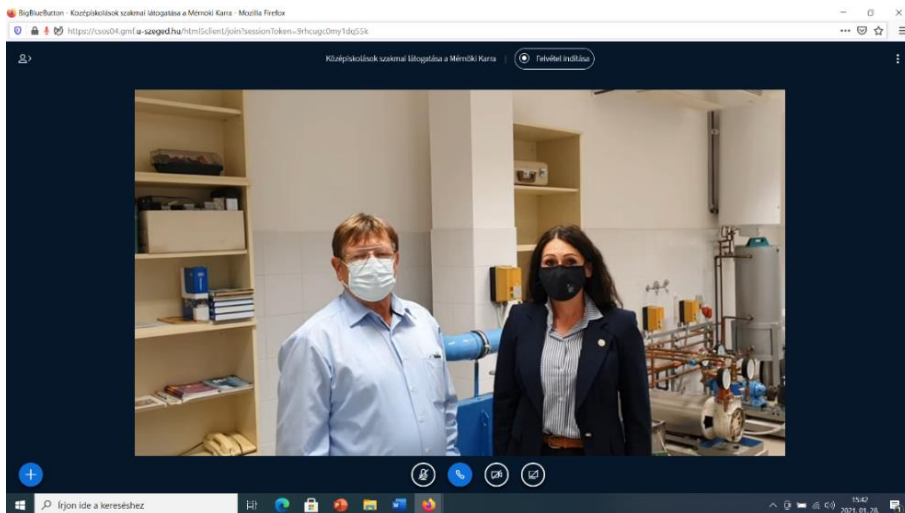 BigBlueButton - Középiskolások szakmai látogatása a Mérnöki Karra - Mozilla Firefox
https://csos04.gmf.u-szeged.hu/html5client/join?sessionToken=9rhcugc0my1dq55k
Középiskolások szakmai látogatása a Mérnöki Karra
Felvétel indítása
Írjon ide a kereséshez
15:42
2021. 01. 28.